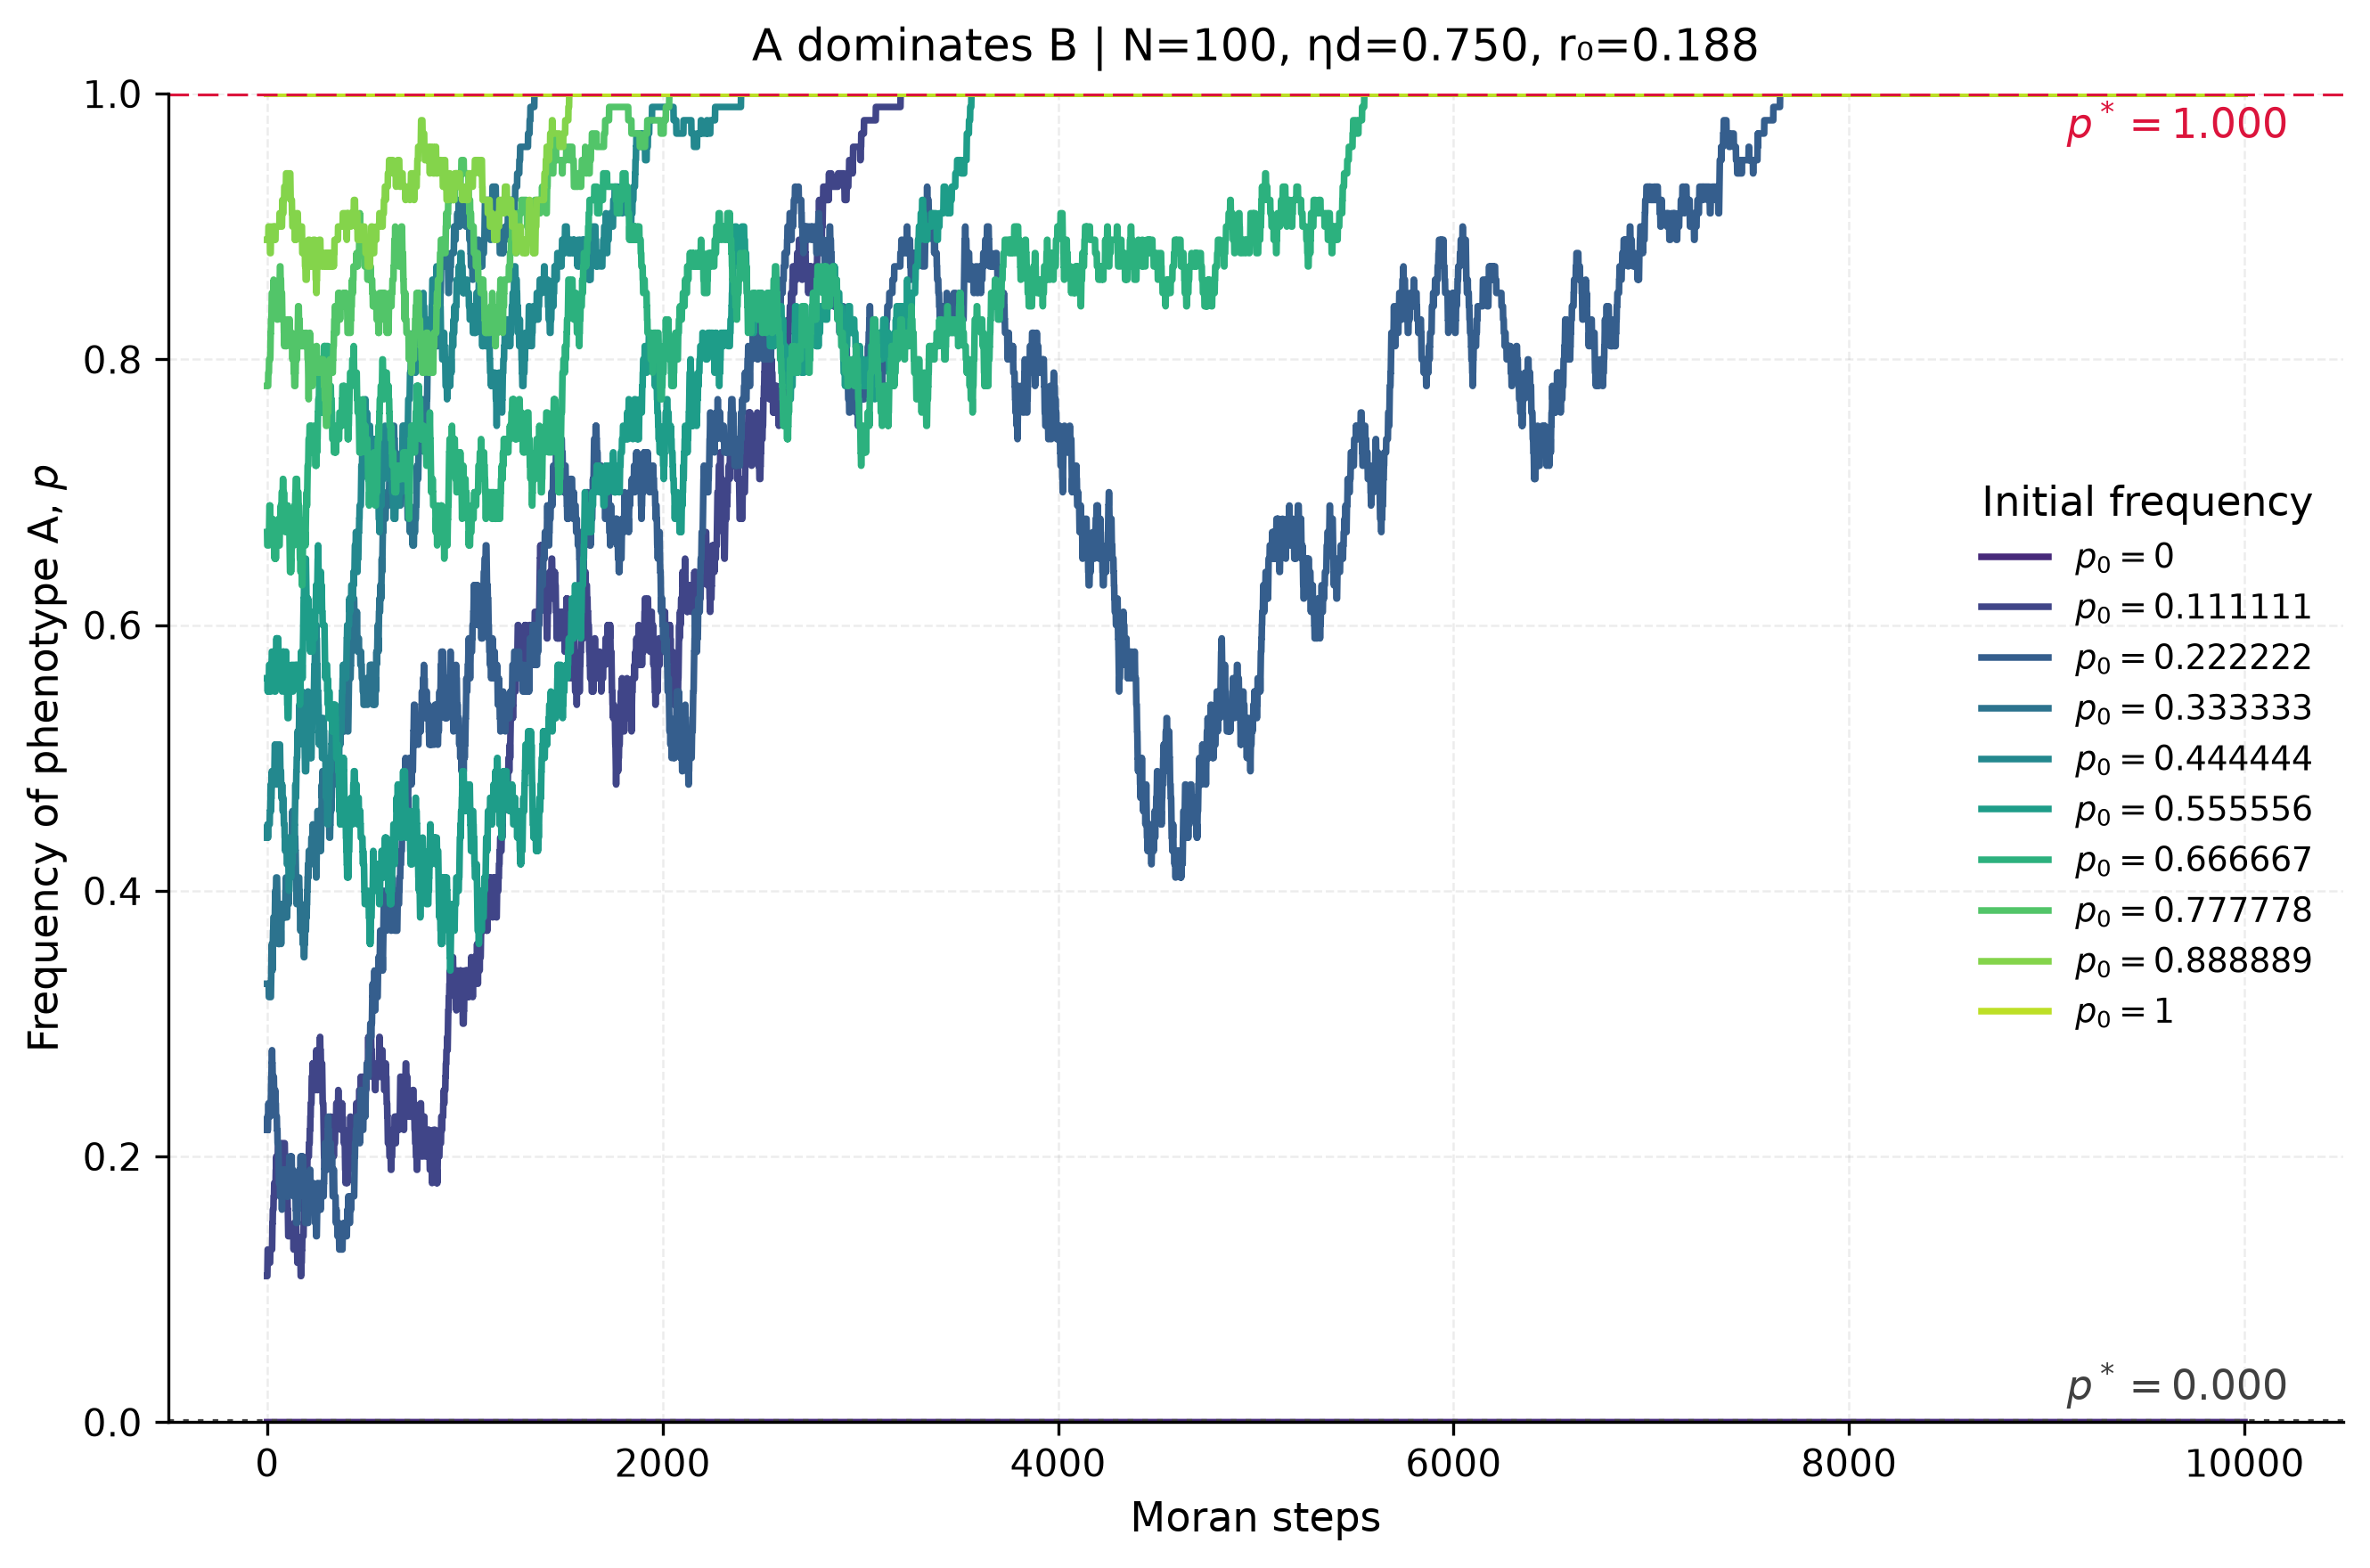 A dominates B | N=100, ηd=0.750, r₀=0.188
Frequency of phenotype A, p
1.0
0.8
0.6
0.4
0.2
0.0
p* = 1.000
Initial frequency
p₀ = 0
p₀ = 0.111111
p₀ = 0.222222
p₀ = 0.333333
p₀ = 0.444444
p₀ = 0.555556
p₀ = 0.666667
p₀ = 0.777778
p₀ = 0.888889
p₀ = 1
p* = 0.000
0 2000 4000 6000 8000 10000
Moran steps